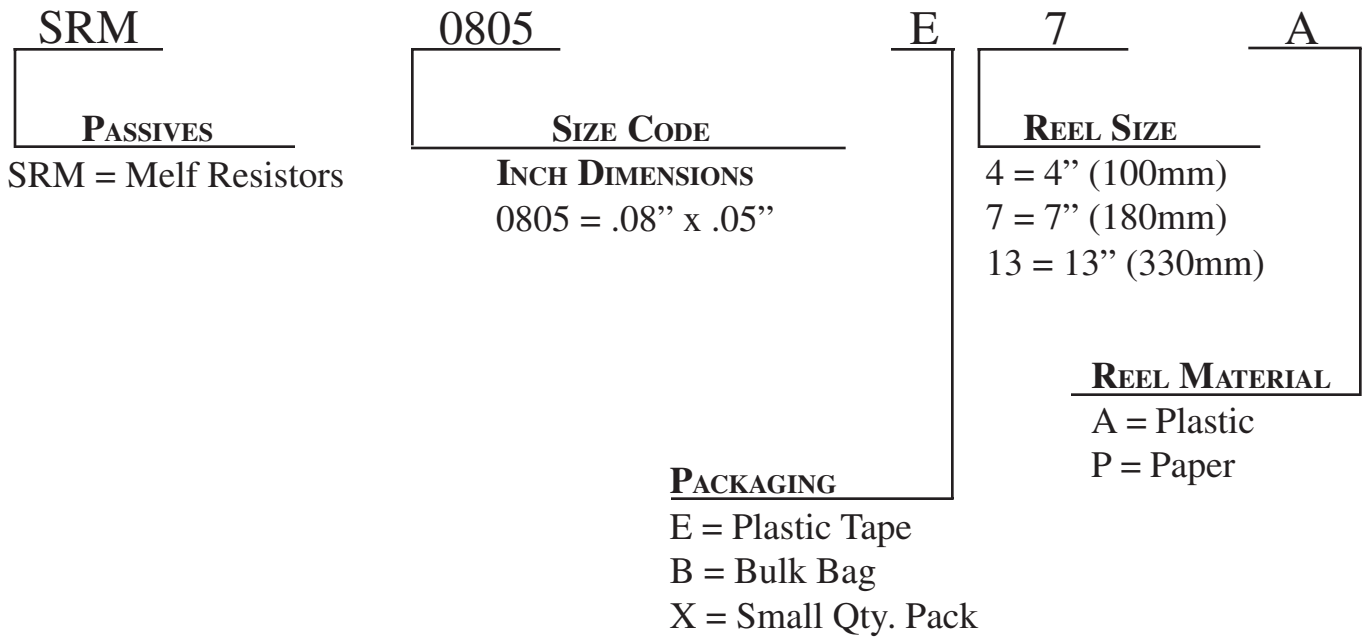 SRM 0805 E 7 A
PASSIVES
SRM = Melf Resistors
SIZE CODE
INCH DIMENSIONS
0805 = .08” x .05”
REEL SIZE
4 = 4” (100mm)
7 = 7” (180mm)
13 = 13” (330mm)
REEL MATERIAL
A = Plastic
P = Paper
PACKAGING
E = Plastic Tape
B = Bulk Bag
X = Small Qty. Pack